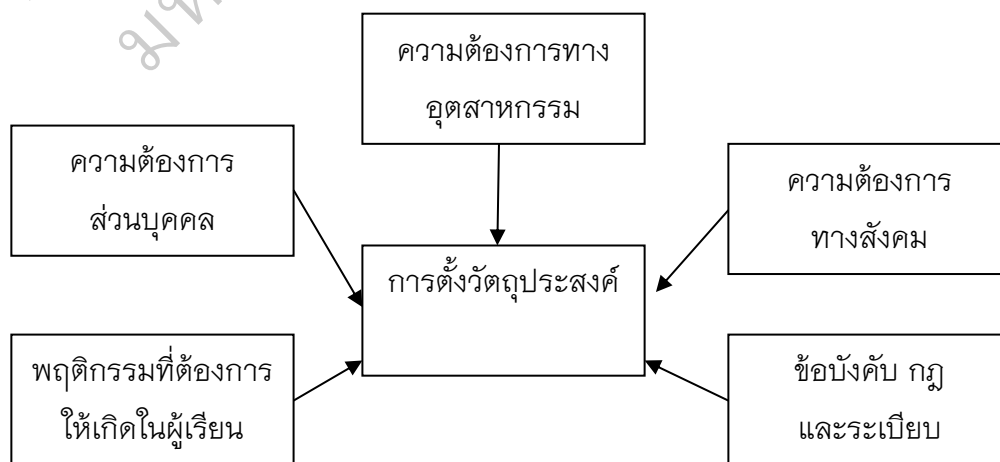 ความต้องการทาง
อุตสาหกรรม
ความต้องการ
ส่วนบุคคล
ความต้องการ
ทางสังคม
การตั้งวัตถุประสงค์
พฤติกรรมที่ต้องการ
ให้เกิดในผู้เรียน
ข้อบังคับ กฎ
และระเบียบ